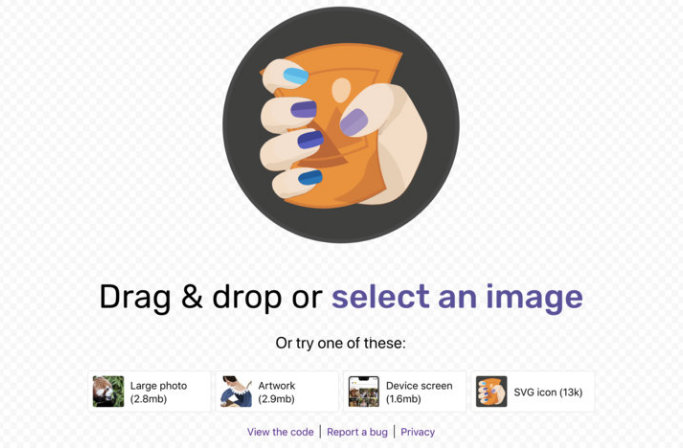 Drag & drop or select an image
Or try one of these:
Large photo
(2.8mb)
Artwork
(2.9mb)
Device screen
(1.6mb)
SVG icon (13k)
View the code | Report a bug | Privacy